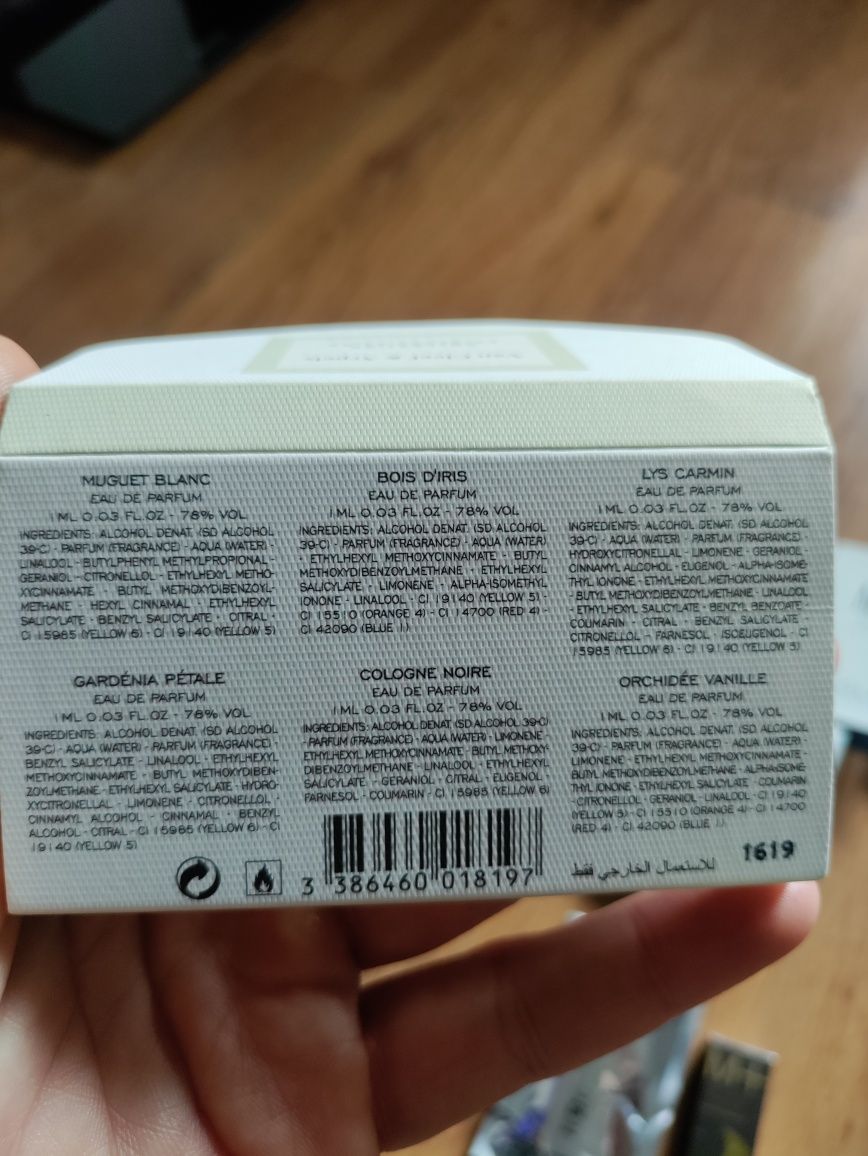 Van Cleef & Arpels
MUGUET BLANC
EAU DE PARFUM
1 ML 0.03 FL.OZ - 78% VOL
INGREDIENTS: ALCOHOL DENAT. (SD ALCOHOL
39-C) - PARFUM (FRAGRANCE) - AQUA (WATER) -
LINALOOL - BUTYLPHENYL METHYLPROPIONAL -
GERANIOL - CITRONELLOL - ETHYLHEXYL METHO-
XYCINNAMATE - BUTYL METHOXYDIBENZOYL-
METHANE - HEXYL CINNAMAL - ETHYLHEXYL
SALICYLATE - BENZYL SALICYLATE - CITRAL -
CI 15985 (YELLOW 6) - CI 19140 (YELLOW 5)
BOIS D'IRIS
EAU DE PARFUM
1 ML 0.03 FL.OZ - 78% VOL
INGREDIENTS: ALCOHOL DENAT. (SD ALCOHOL
39-C) - PARFUM (FRAGRANCE) - AQUA (WATER)
- ETHYLHEXYL METHOXYCINNAMATE - BUTYL
METHOXYDIBENZOYLMETHANE - ETHYLHEXYL
SALICYLATE - LIMONENE - ALPHA-ISOMETHYL
IONONE - LINALOOL - CI 19140 (YELLOW 5) -
CI 15510 (ORANGE 4) - CI 14700 (RED 4) -
CI 42090 (BLUE 1)
LYS CARMIN
EAU DE PARFUM
1 ML 0.03 FL.OZ - 78% VOL
INGREDIENTS: ALCOHOL DENAT. (SD ALCOHOL
39-C) - AQUA (WATER) - PARFUM (FRAGRANCE) -
HYDROXYCITRONELLAL - LIMONENE - GERANIOL -
CINNAMYL ALCOHOL - EUGENOL - ALPHA-ISOME-
THYL IONONE - ETHYLHEXYL METHOXYCINNAMATE
- BUTYL METHOXYDIBENZOYLMETHANE - LINALOOL
- ETHYLHEXYL SALICYLATE - BENZYL BENZOATE -
COUMARIN - CITRAL - BENZYL SALICYLATE -
CITRONELLOL - FARNESOL - ISOEUGENOL - CI
15985 (YELLOW 6) - CI 19140 (YELLOW 5)
GARDÉNIA PÉTALE
EAU DE PARFUM
1 ML 0.03 FL.OZ - 78% VOL
INGREDIENTS: ALCOHOL DENAT. (SD ALCOHOL
39-C) - AQUA (WATER) - PARFUM (FRAGRANCE) -
BENZYL SALICYLATE - LINALOOL - ETHYLHEXYL
METHOXYCINNAMATE - BUTYL METHOXYDIBEN-
ZOYLMETHANE - ETHYLHEXYL SALICYLATE - HYDRO-
XYCITRONELLAL - LIMONENE - CITRONELLOL -
CINNAMYL ALCOHOL - CINNAMAL - BENZYL
ALCOHOL - CITRAL - CI 15985 (YELLOW 6) - CI
19140 (YELLOW 5)
COLOGNE NOIRE
EAU DE PARFUM
1 ML 0.03 FL.OZ - 78% VOL
INGREDIENTS: ALCOHOL DENAT. (SD ALCOHOL 39-C)
- PARFUM (FRAGRANCE) - AQUA (WATER) - LIMONENE -
ETHYLHEXYL METHOXYCINNAMATE - BUTYL METHOXY-
DIBENZOYLMETHANE - LINALOOL - ETHYLHEXYL
SALICYLATE - GERANIOL - CITRAL - EUGENOL -
FARNESOL - COUMARIN - CI 15985 (YELLOW 6)
ORCHIDÉE VANILLE
EAU DE PARFUM
1 ML 0.03 FL.OZ - 78% VOL
INGREDIENTS: ALCOHOL DENAT. (SD ALCOHOL
39-C) - PARFUM (FRAGRANCE) - AQUA (WATER) -
LIMONENE - ETHYLHEXYL METHOXYCINNAMATE -
BUTYL METHOXYDIBENZOYLMETHANE - ALPHA-ISOME-
THYL IONONE - ETHYLHEXYL SALICYLATE - COUMARIN
- CITRONELLOL - GERANIOL - LINALOOL - CI 19140
(YELLOW 5) - CI 15510 (ORANGE 4) - CI 14700
(RED 4) - CI 42090 (BLUE 1)
3 386460 018197
للاستعمال الخارجي فقط
1619